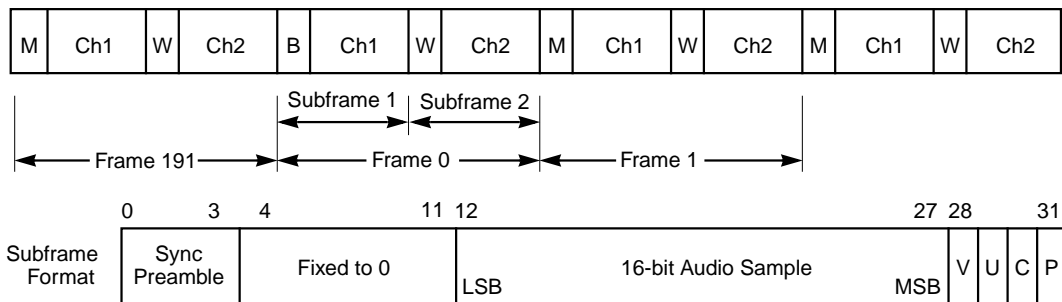 M Ch1 W Ch2 B Ch1 W Ch2 M Ch1 W Ch2 M Ch1 W Ch2
Subframe 1 Subframe 2
Frame 191 Frame 0 Frame 1
0 3 4 11 12 27 28 31
Subframe Format
Sync Preamble
Fixed to 0
LSB
16-bit Audio Sample
MSB
V U C P